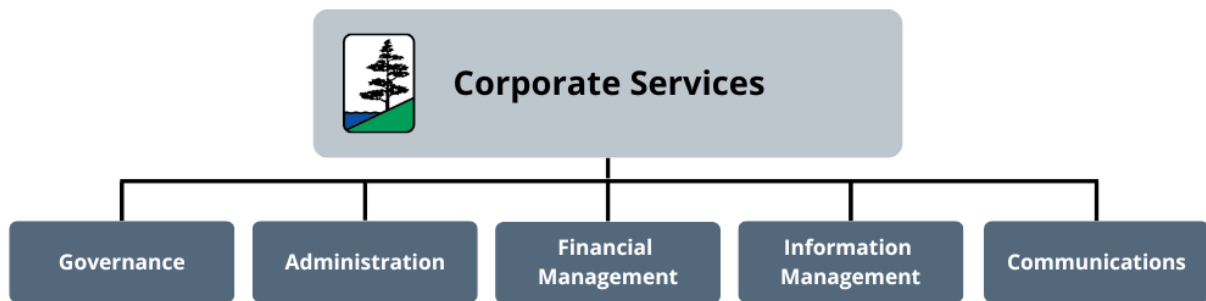 Corporate Services
Governance
Administration
Financial
Management
Information
Management
Communications